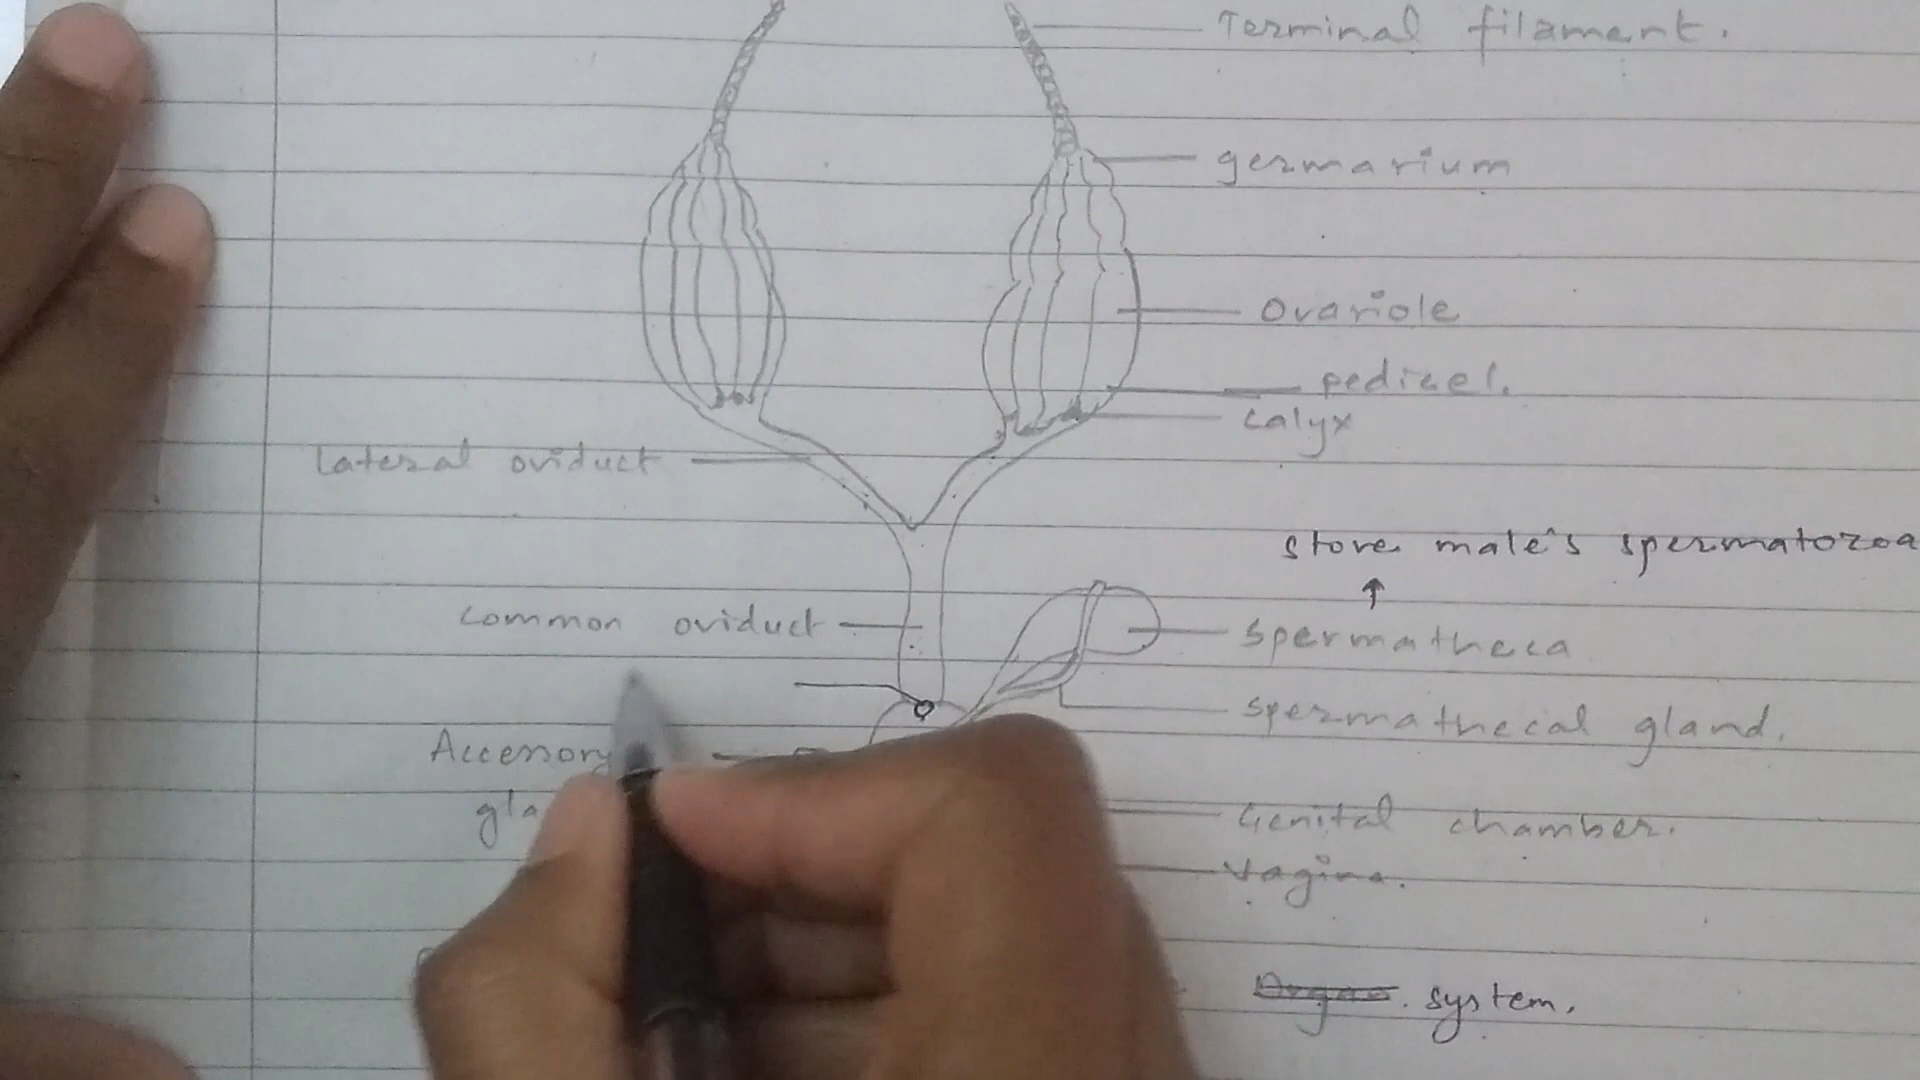 Terminal filament.
germarium
Ovariole
pedicel.
calyx
Lateral oviduct
store male's spermatozoa
↑
common oviduct
spermatheca
spermathecal gland.
Accessory
gla
Genital chamber.
Vagina.
system.